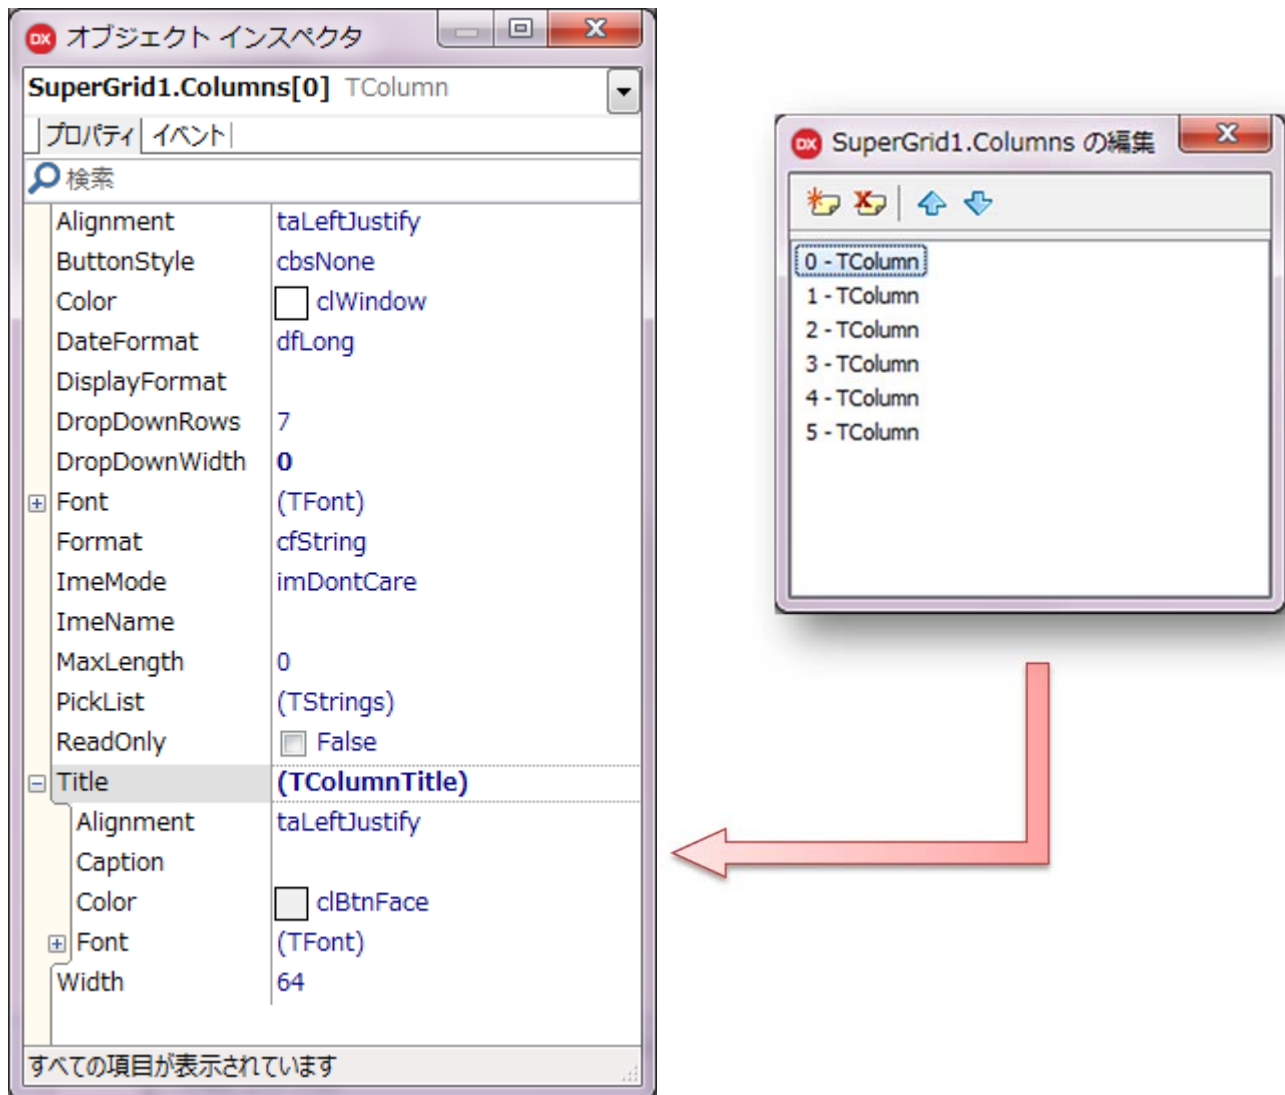 DX オブジェクト インスペクタ
SuperGrid1.Columns[0] TColumn
プロパティ イベント
検索
Alignment taLeftJustify
ButtonStyle cbsNone
Color clWindow
DateFormat dfLong
DisplayFormat
DropDownRows 7
DropDownWidth 0
Font (TFont)
Format cfString
ImeMode imDontCare
ImeName
MaxLength 0
PickList (TStrings)
ReadOnly False
Title (TColumnTitle)
Alignment taLeftJustify
Caption
Color clBtnFace
Font (TFont)
Width 64
すべての項目が表示されています
DX SuperGrid1.Columns の編集
0 - TColumn
1 - TColumn
2 - TColumn
3 - TColumn
4 - TColumn
5 - TColumn